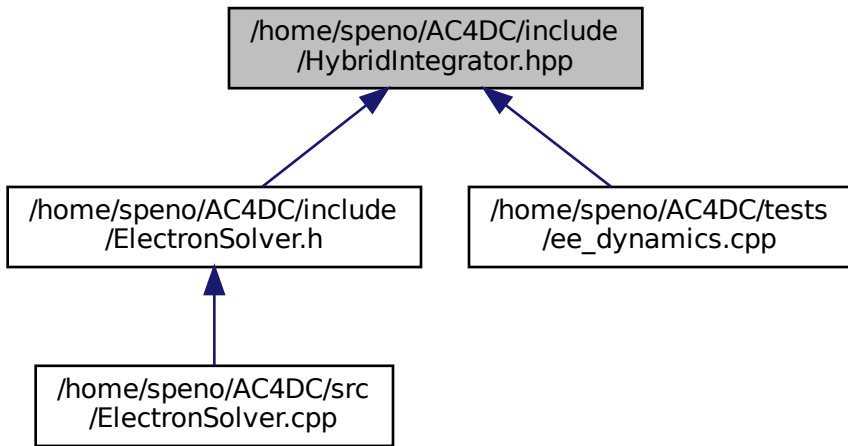 /home/speno/AC4DC/include
/HybridIntegrator.hpp
/home/speno/AC4DC/include
/ElectronSolver.h
/home/speno/AC4DC/tests
/ee_dynamics.cpp
/home/speno/AC4DC/src
/ElectronSolver.cpp